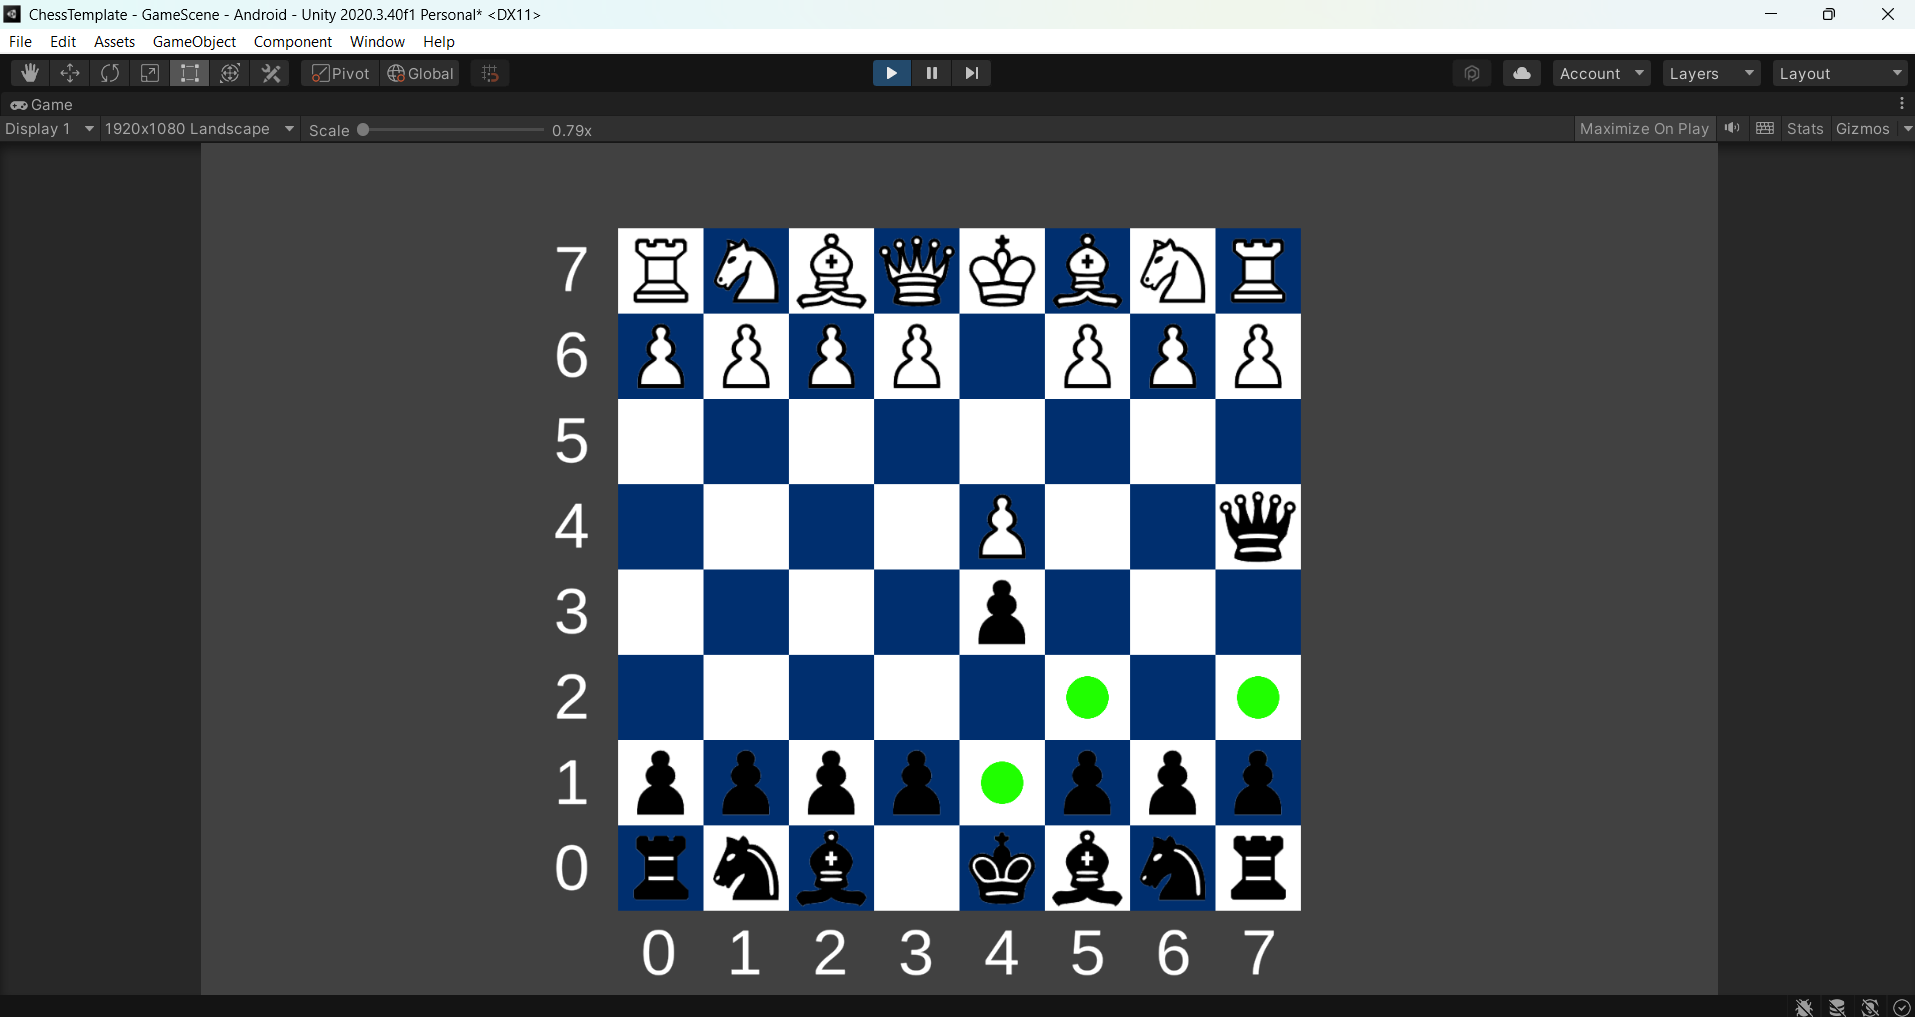 ChessTemplate - GameScene - Android - Unity 2020.3.40f1 Personal* <DX11>
File Edit Assets GameObject Component Window Help
Pivot Global Account Layers Layout
Game
Display 1 1920x1080 Landscape Scale 0.79x Maximize On Play Stats Gizmos
7
6
5
4
3
2
1
0
0 1 2 3 4 5 6 7